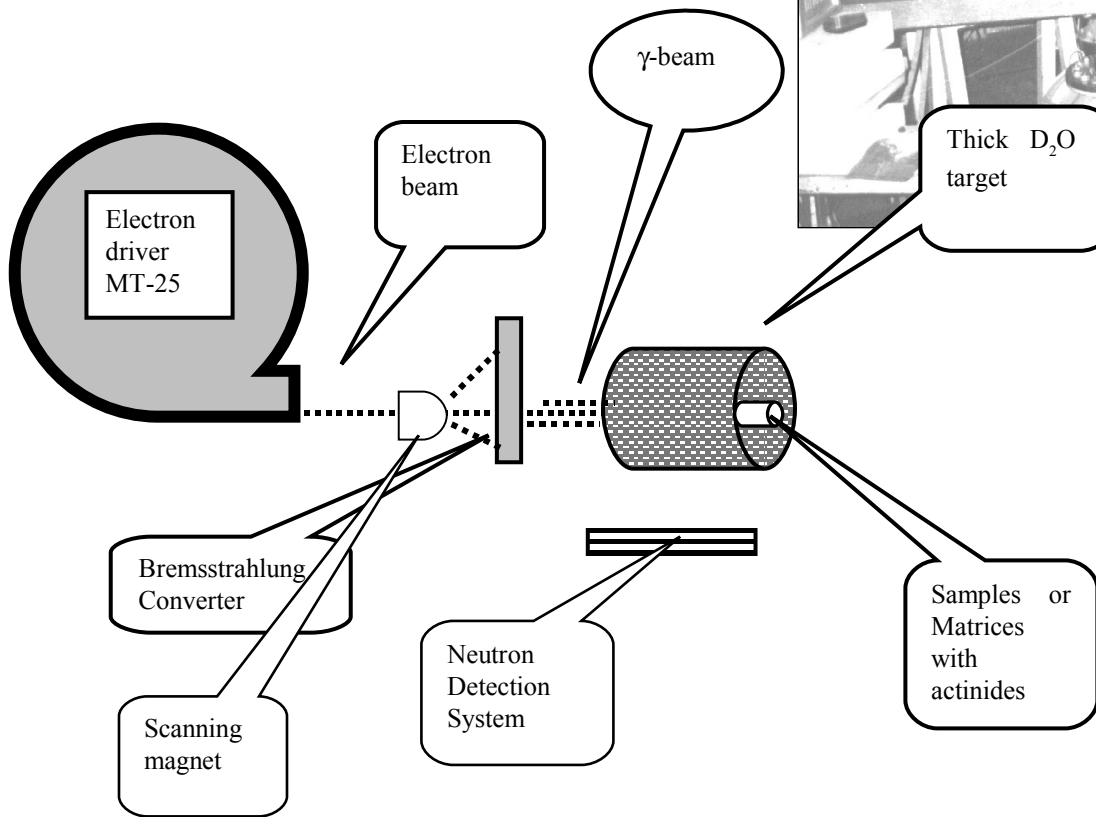 γ-beam
Electron
beam
Thick D₂O
target
Electron
driver
MT-25
Bremsstrahlung
Converter
Samples or
Matrices
with
actinides
Neutron
Detection
System
Scanning
magnet